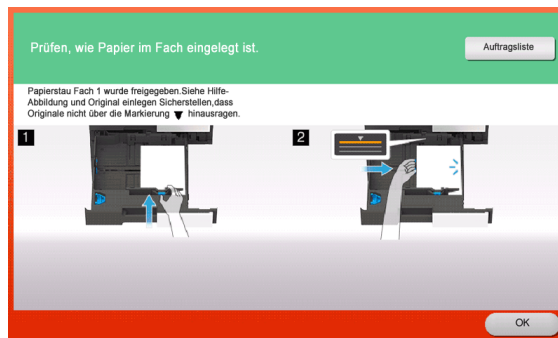 Prüfen, wie Papier im Fach eingelegt ist.
Auftragsliste
Papierstau Fach 1 wurde freigegeben.Siehe Hilfe-
Abbildung und Original einlegen Sicherstellen,dass
Originale nicht über die Markierung ▼ hinausragen.
1
2
OK